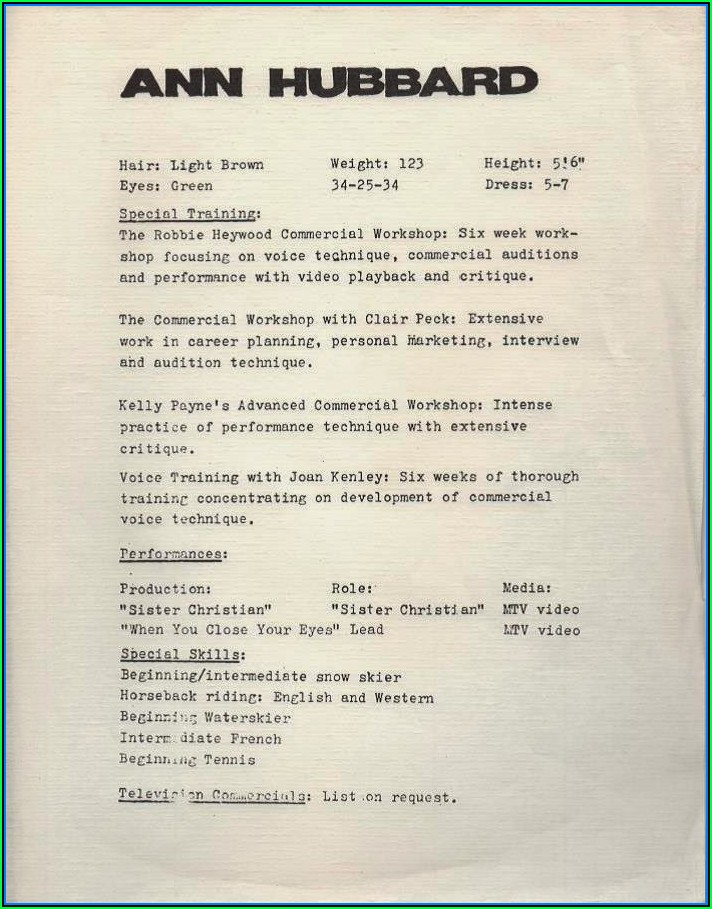 ANN HUBBARD
Hair: Light Brown Weight: 123 Height: 5'6"
Eyes: Green 34-25-34 Dress: 5-7
Special Training:
The Robbie Heywood Commercial Workshop: Six week work-
shop focusing on voice technique, commercial auditions
and performance with video playback and critique.
The Commercial Workshop with Clair Peck: Extensive
work in career planning, personal marketing, interview
and audition technique.
Kelly Payne's Advanced Commercial Workshop: Intense
practice of performance technique with extensive
critique.
Voice Training with Joan Kenley: Six weeks of thorough
training concentrating on development of commercial
voice technique.
Performances:
Production: Role: Media:
"Sister Christian" "Sister Christian" MTV video
"When You Close Your Eyes" Lead MTV video
Special Skills:
Beginning/intermediate snow skier
Horseback riding: English and Western
Beginning Waterskier
Intermediate French
Beginning Tennis
Television Commercials: List on request.